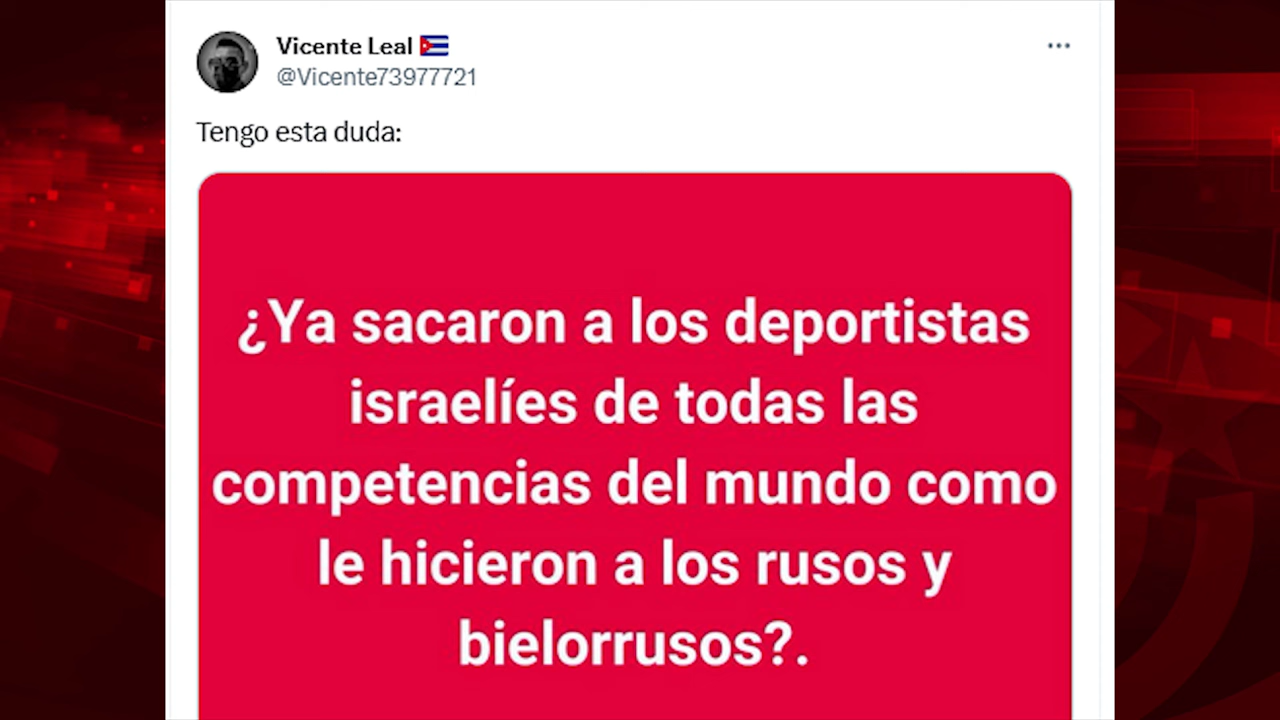 Vicente Leal 🇨🇺
@Vicente73977721
Tengo esta duda:
¿Ya sacaron a los deportistas
israelíes de todas las
competencias del mundo como
le hicieron a los rusos y
bielorrusos?.